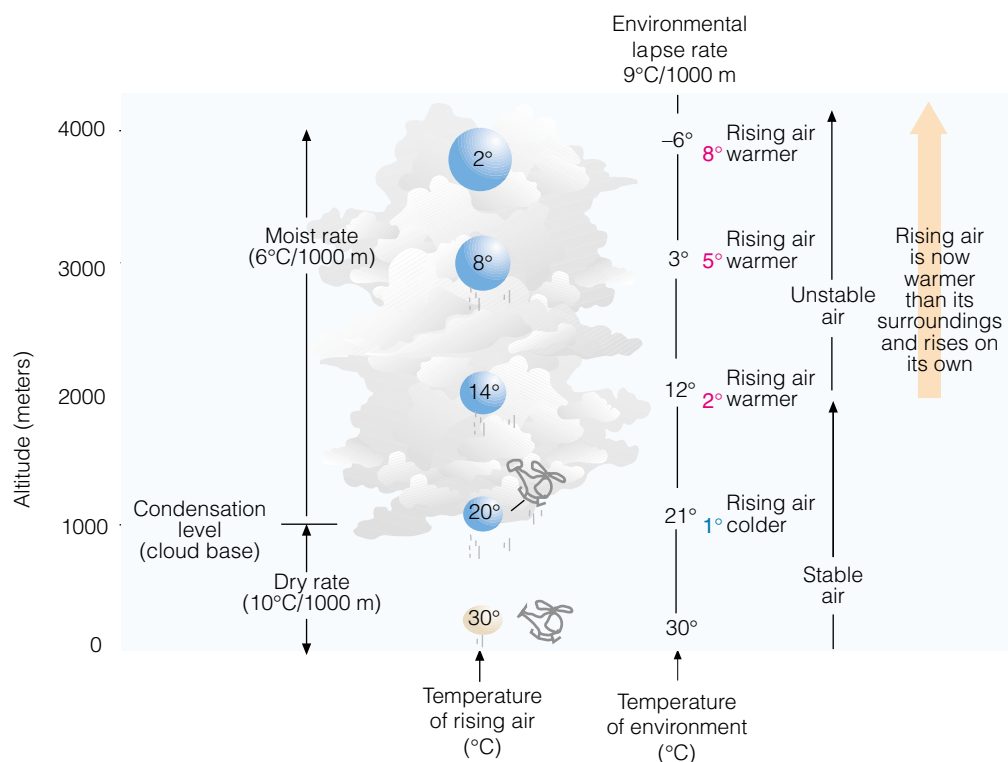 Environmental
lapse rate
9°C/1000 m
Altitude (meters)
4000
3000
2000
1000
0
Moist rate
(6°C/1000 m)
Condensation
level
(cloud base)
Dry rate
(10°C/1000 m)
2°
8°
14°
20°
30°
–6°
3°
12°
21°
30°
8° Rising air
warmer
5° Rising air
warmer
2° Rising air
warmer
1° Rising air
colder
Unstable
air
Stable
air
Rising air
is now
warmer
than its
surroundings
and rises on
its own
Temperature
of rising air
(°C)
Temperature
of environment
(°C)